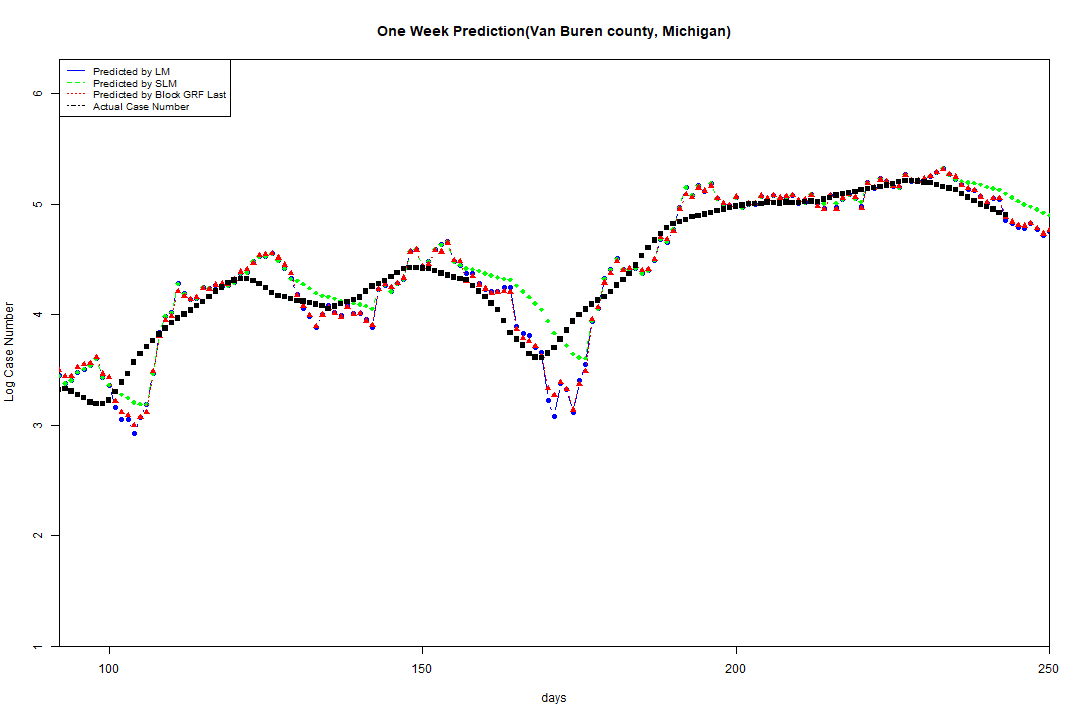 One Week Prediction(Van Buren county, Michigan)
Predicted by LM
Predicted by SLM
Predicted by Block GRF Last
Actual Case Number
6
5
4
3
2
1
Log Case Number
100
150
200
250
days